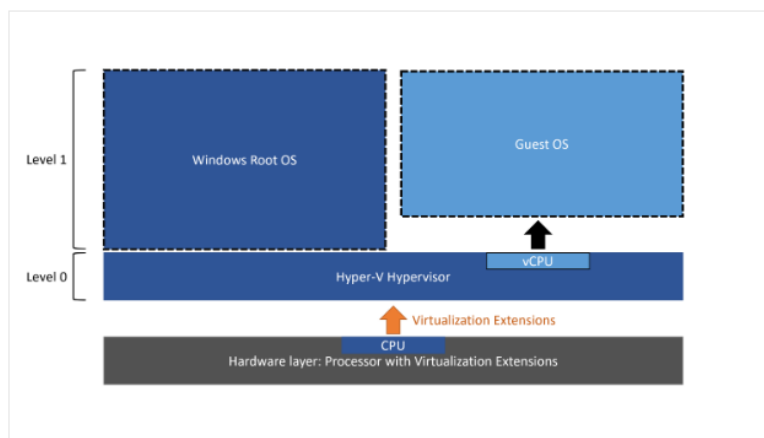 Level 1
Windows Root OS
Guest OS
Level 0
Hyper-V Hypervisor
vCPU
Virtualization Extensions
CPU
Hardware layer: Processor with Virtualization Extensions